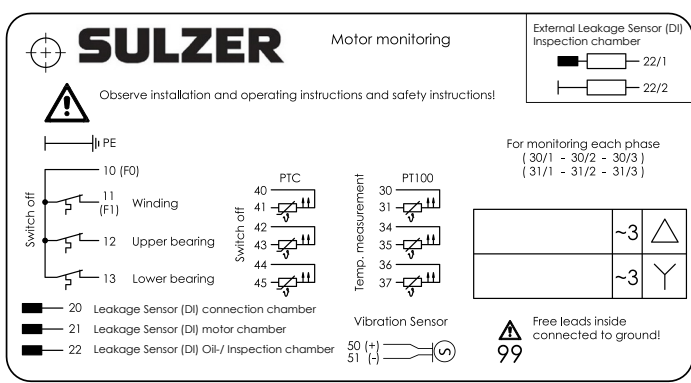 SULZER
Motor monitoring
External Leakage Sensor (DI)
Inspection chamber
22/1
22/2
Observe installation and operating instructions and safety instructions!
PE
10 (F0)
11
(F1)
Winding
12 Upper bearing
13 Lower bearing
Switch off
PTC
40
41
42
43
44
45
Switch off
PT100
30
31
34
35
36
37
Temp. measurement
For monitoring each phase
( 30/1 - 30/2 - 30/3 )
( 31/1 - 31/2 - 31/3 )
~3
~3
20 Leakage Sensor (DI) connection chamber
21 Leakage Sensor (DI) motor chamber
22 Leakage Sensor (DI) Oil-/ Inspection chamber
Vibration Sensor
50 (+)
51 (-)
S
99
Free leads inside
connected to ground!